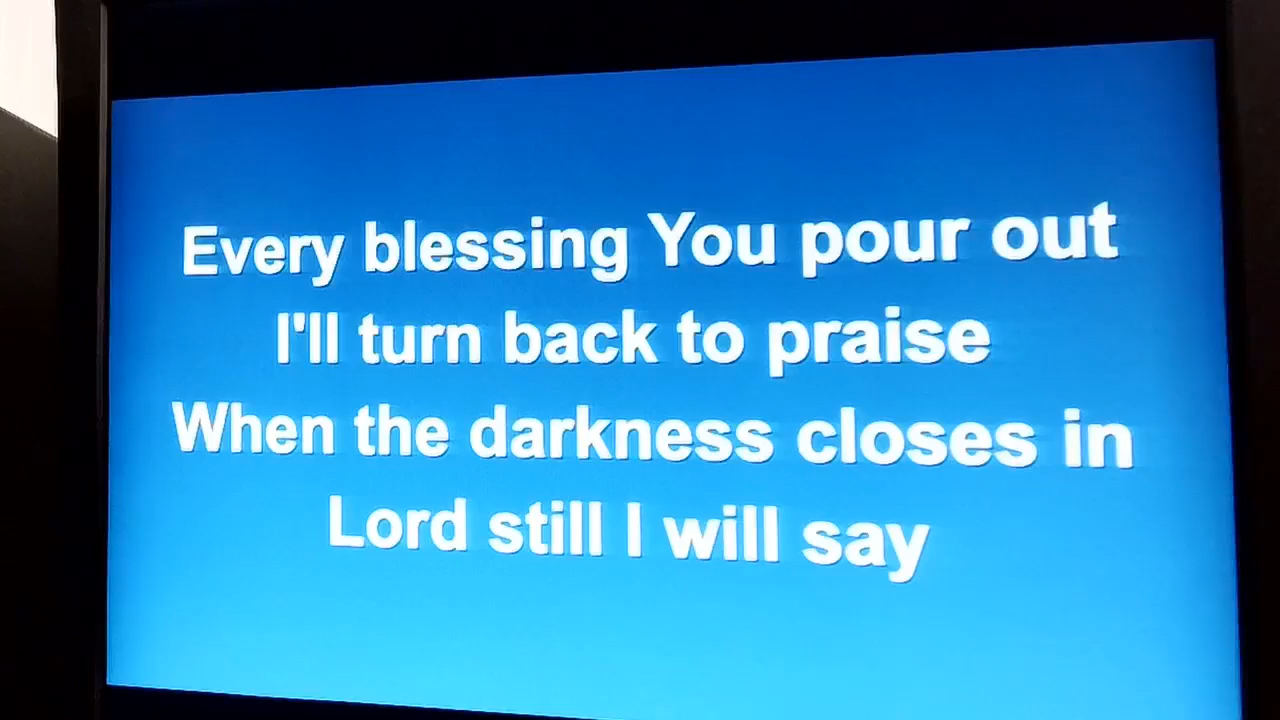 Every blessing You pour out
I'll turn back to praise
When the darkness closes in
Lord still I will say